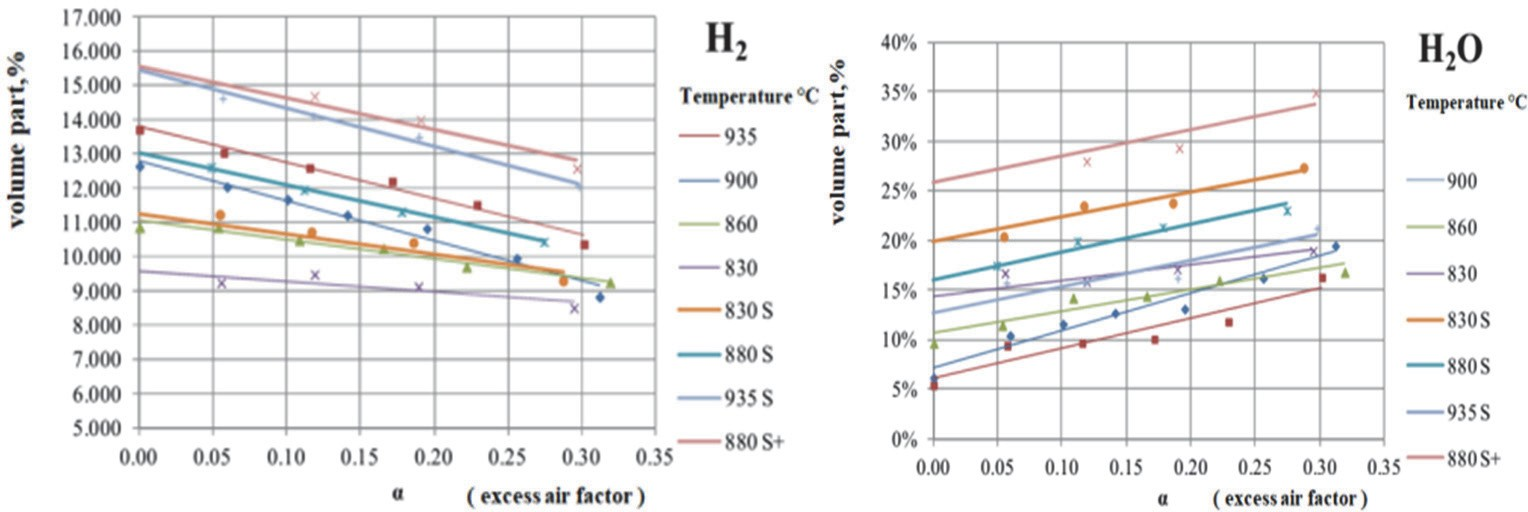 H2
volume part,%
17.000
16.000
15.000
14.000
13.000
12.000
11.000
10.000
9.000
8.000
7.000
6.000
5.000
0.00 0.05 0.10 0.15 0.20 0.25 0.30 0.35
α ( excess air factor )
Temperature °C
935
900
860
830
830 S
880 S
935 S
880 S+
H2O
volume part,%
40%
35%
30%
25%
20%
15%
10%
5%
0%
0.00 0.05 0.10 0.15 0.20 0.25 0.30 0.35
α ( excess air factor )
Temperature °C
900
860
830
830 S
880 S
935 S
880 S+